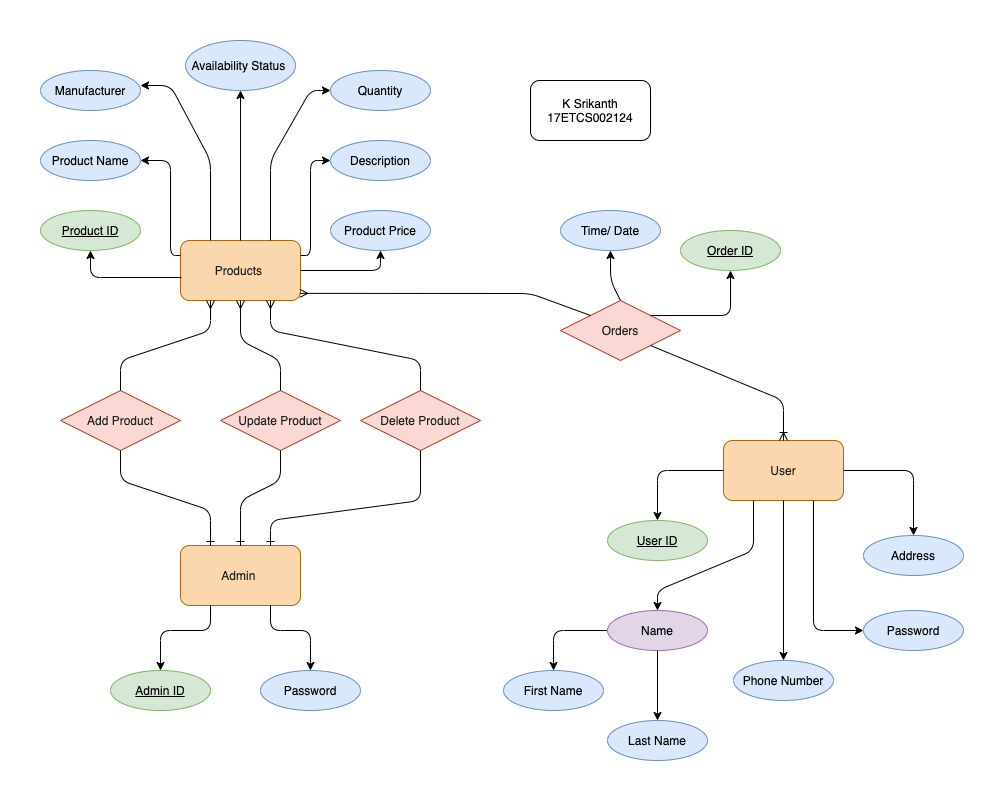 Availability Status
Manufacturer
Quantity
K Srikanth
17ETCS002124
Product Name
Description
Product ID
Product Price
Time/ Date
Order ID
Products
Orders
Add Product
Update Product
Delete Product
User
User ID
Address
Admin
Name
Password
Admin ID
Password
First Name
Phone Number
Last Name